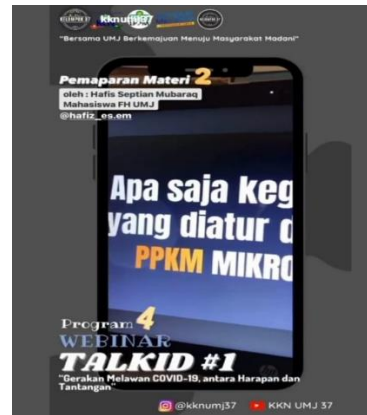 kknumj37
"Bersama UMJ Berkemajuan Menuju Masyarakat Madani"
Pemaparan Materi 2
oleh : Hafis Septian Mubaraq
Mahasiswa FH UMJ
@hafiz_es.em
Apa saja keg
yang diatur d
PPKM MIKRO
Program 4
WEBINAR
TALKID #1
"Gerakan Melawan COVID-19, antara Harapan dan
Tantangan"
@kknumj37 KKN UMJ 37